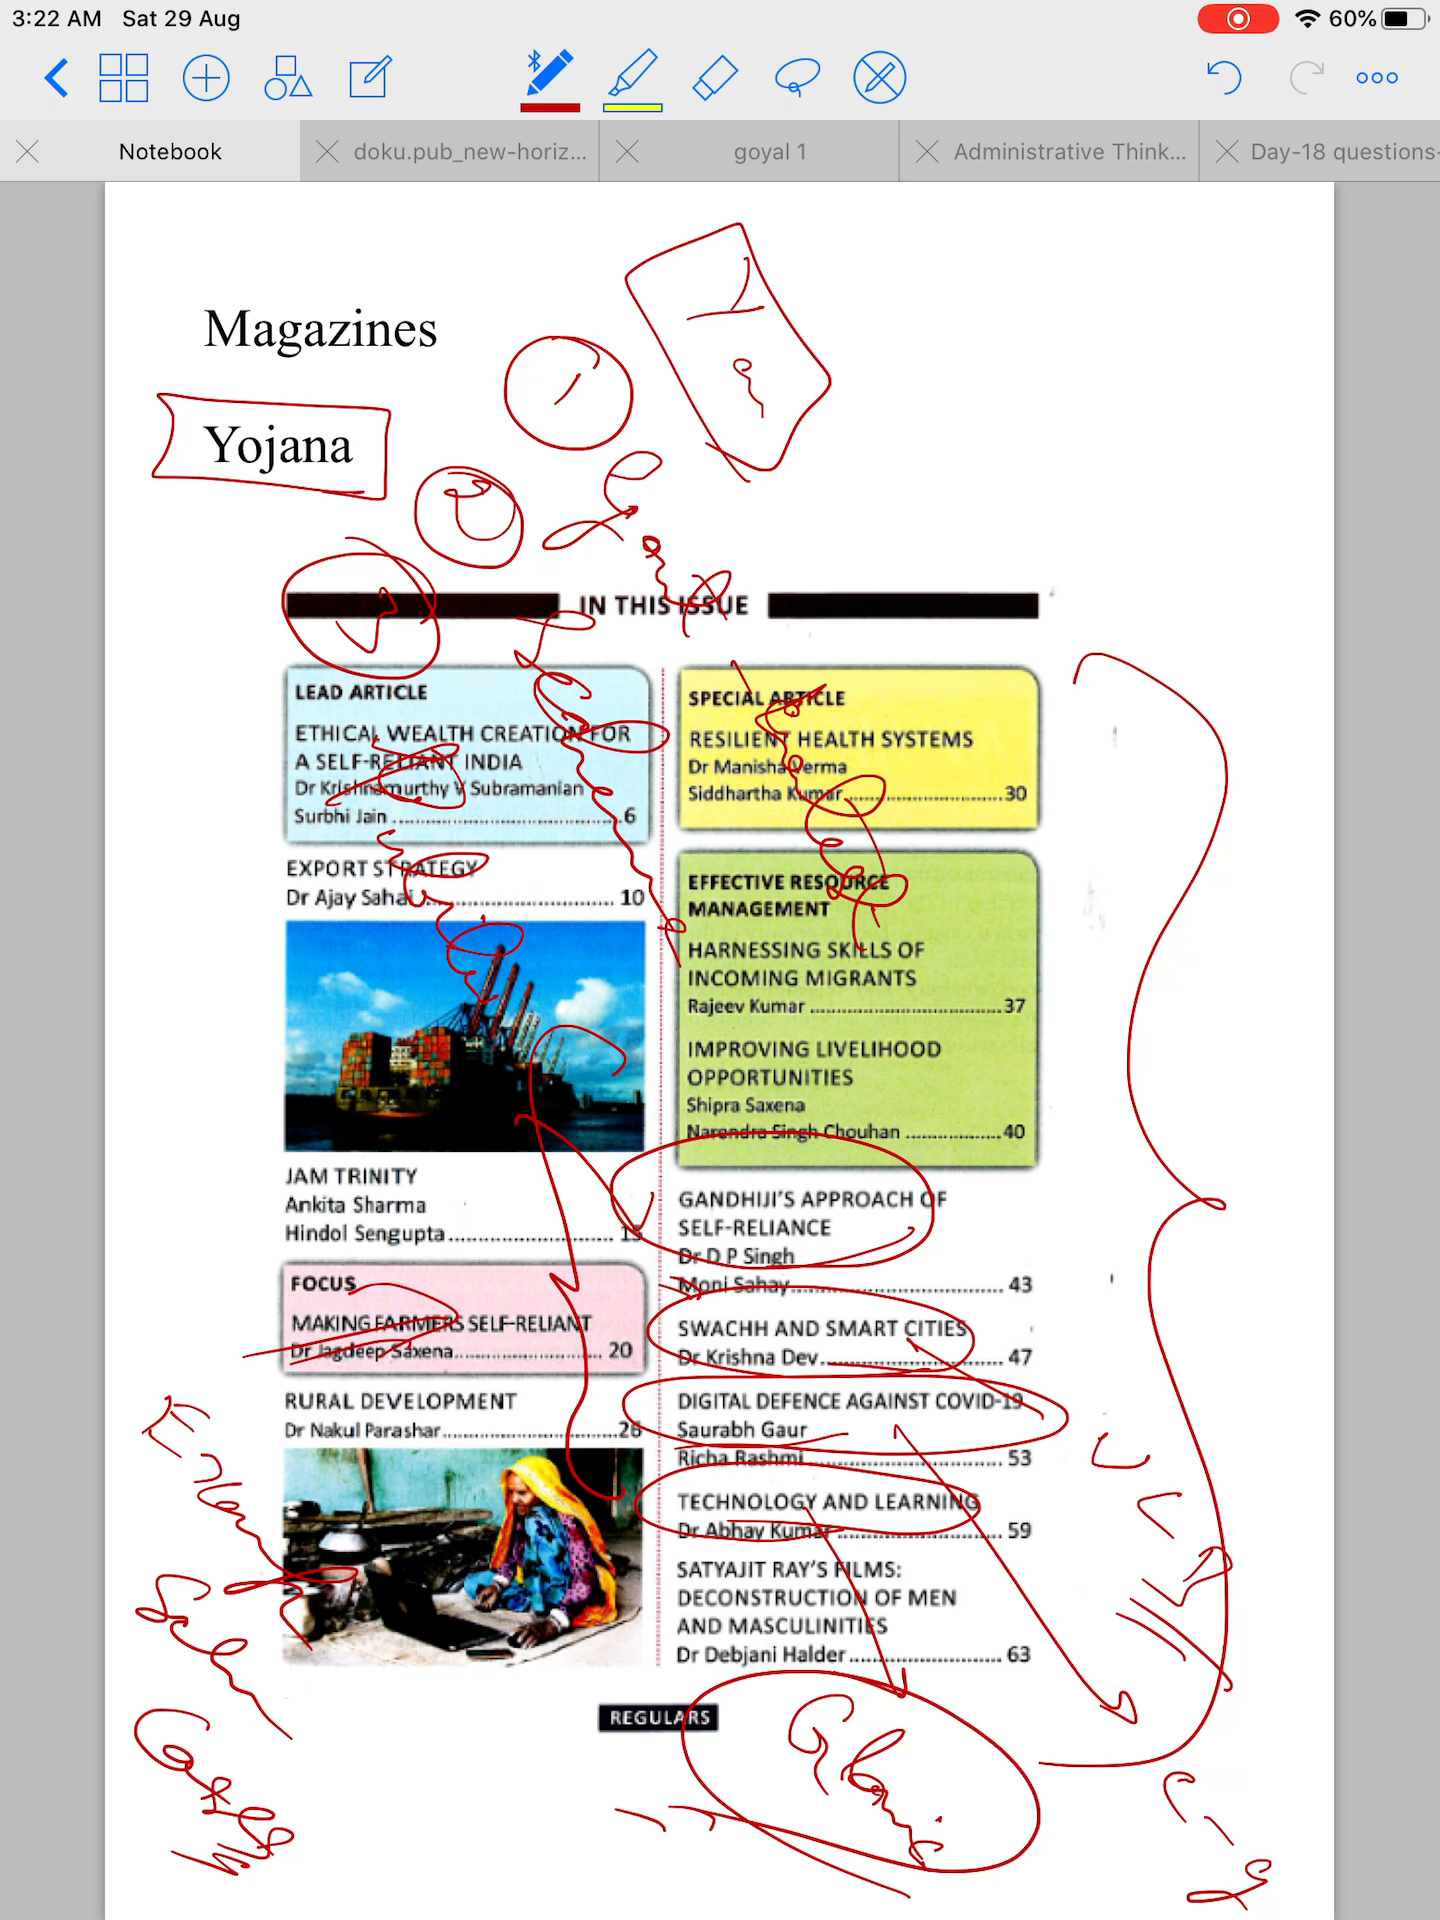 3:22 AM Sat 29 Aug
60%
Notebook
doku.pub_new-horiz...
goyal 1
Administrative Think...
Day-18 questions-
Magazines
Yojana
IN THIS ISSUE
LEAD ARTICLE
ETHICAL WEALTH CREATION FOR
A SELF-RELIANT INDIA
Dr Krishnamurthy V Subramanian
Surbhi Jain 6
EXPORT STRATEGY
Dr Ajay Sahai 10
JAM TRINITY
Ankita Sharma
Hindol Sengupta
FOCUS
MAKING FARMERS SELF-RELIANT
Dr Jagdeep Saxena 20
RURAL DEVELOPMENT
Dr Nakul Parashar 26
SPECIAL ARTICLE
RESILIENT HEALTH SYSTEMS
Dr Manisha Verma
Siddhartha Kumar 30
EFFECTIVE RESOURCE
MANAGEMENT
HARNESSING SKILLS OF
INCOMING MIGRANTS
Rajeev Kumar 37
IMPROVING LIVELIHOOD
OPPORTUNITIES
Shipra Saxena
Narendra Singh Chouhan 40
GANDHIJI'S APPROACH OF
SELF-RELIANCE
Dr D P Singh
Moni Sahay 43
SWACHH AND SMART CITIES
Dr Krishna Dev 47
DIGITAL DEFENCE AGAINST COVID-19
Saurabh Gaur
Richa Rashmi 53
TECHNOLOGY AND LEARNING
Dr Abhay Kumar 59
SATYAJIT RAY'S FILMS:
DECONSTRUCTION OF MEN
AND MASCULINITIES
Dr Debjani Halder 63
REGULARS